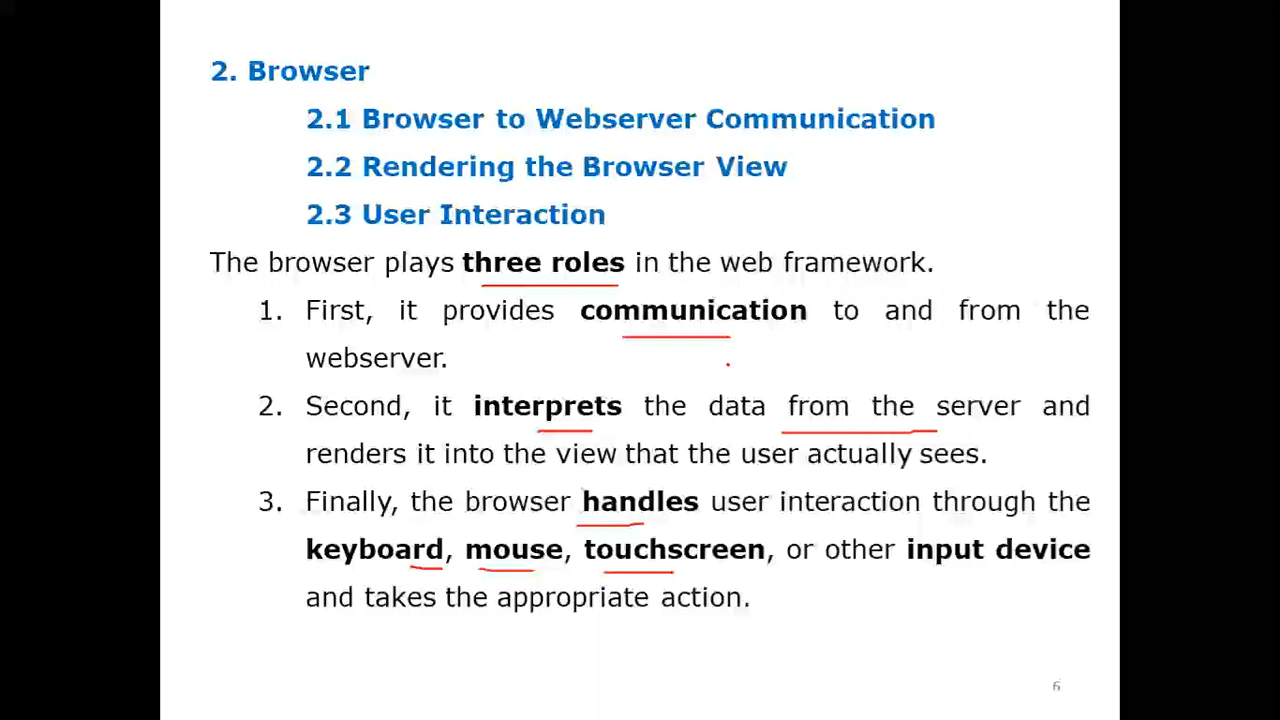 2. Browser
2.1 Browser to Webserver Communication
2.2 Rendering the Browser View
2.3 User Interaction
The browser plays three roles in the web framework.
1. First, it provides communication to and from the
webserver.
2. Second, it interprets the data from the server and
renders it into the view that the user actually sees.
3. Finally, the browser handles user interaction through the
keyboard, mouse, touchscreen, or other input device
and takes the appropriate action.
6